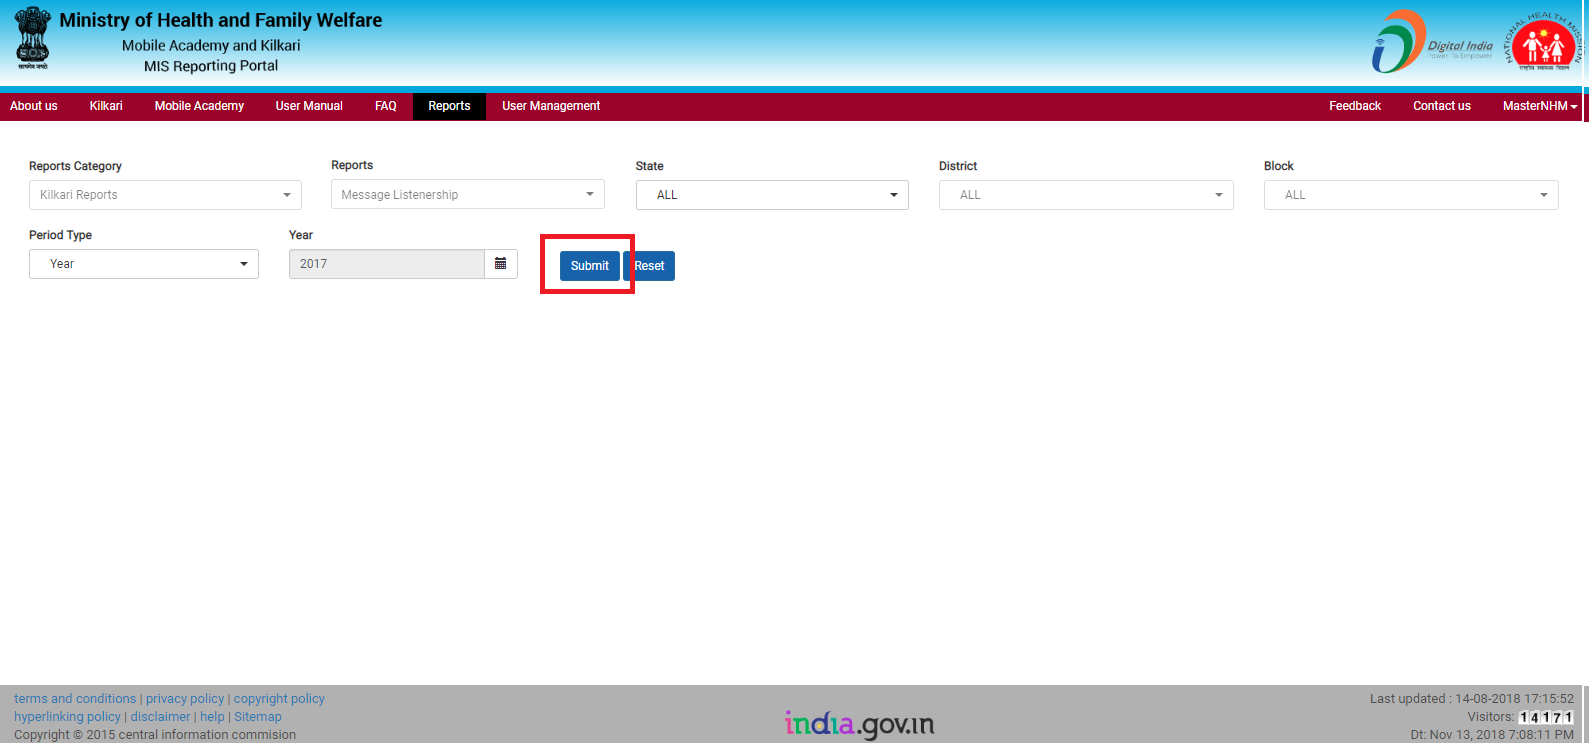 Ministry of Health and Family Welfare
Mobile Academy and Kilkari
MIS Reporting Portal
सत्यमेव जयते
Digital India
Power To Empower
NATIONAL HEALTH MISSION
राष्ट्रीय स्वास्थ्य मिशन
About us Kilkari Mobile Academy User Manual FAQ Reports User Management Feedback Contact us MasterNHM
Reports Category Reports State District Block
Kilkari Reports Message Listenership ALL ALL ALL
Period Type Year
Year 2017 Submit Reset
terms and conditions | privacy policy | copyright policy
hyperlinking policy | disclaimer | help | Sitemap
Copyright © 2015 central information commision
india.gov.in
Last updated : 14-08-2018 17:15:52
Visitors: 14171
Dt: Nov 13, 2018 7:08:11 PM